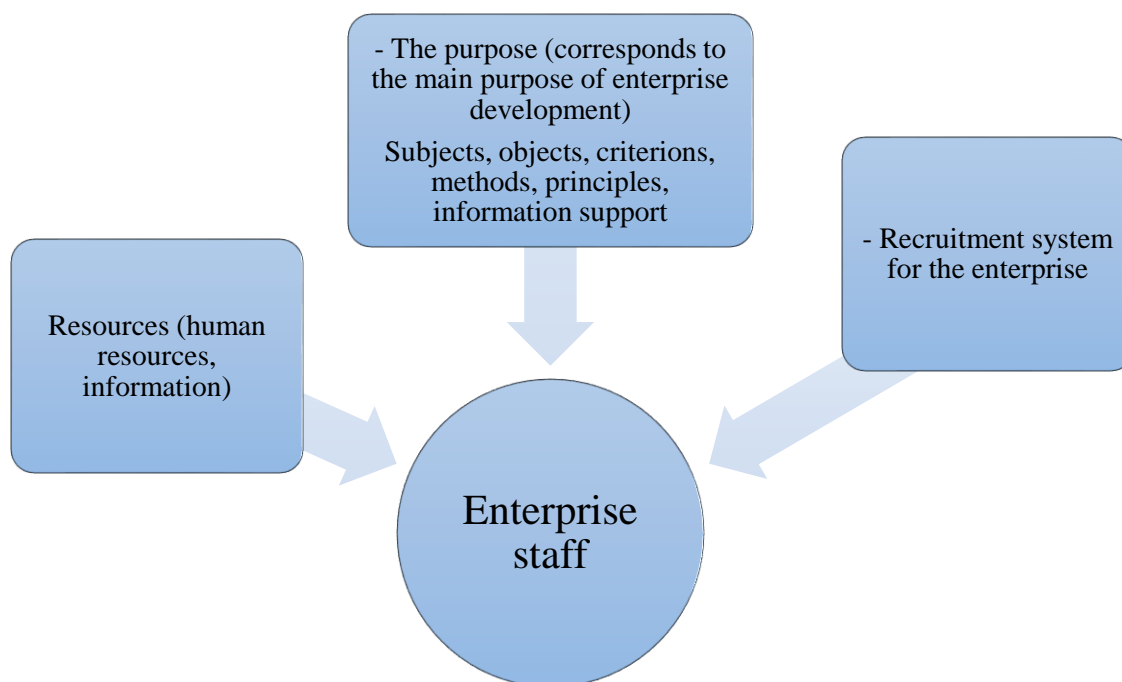 - The purpose (corresponds to
the main purpose of enterprise
development)
Subjects, objects, criterions,
methods, principles,
information support
- Recruitment system
for the enterprise
Resources (human
resources,
information)
Enterprise
staff